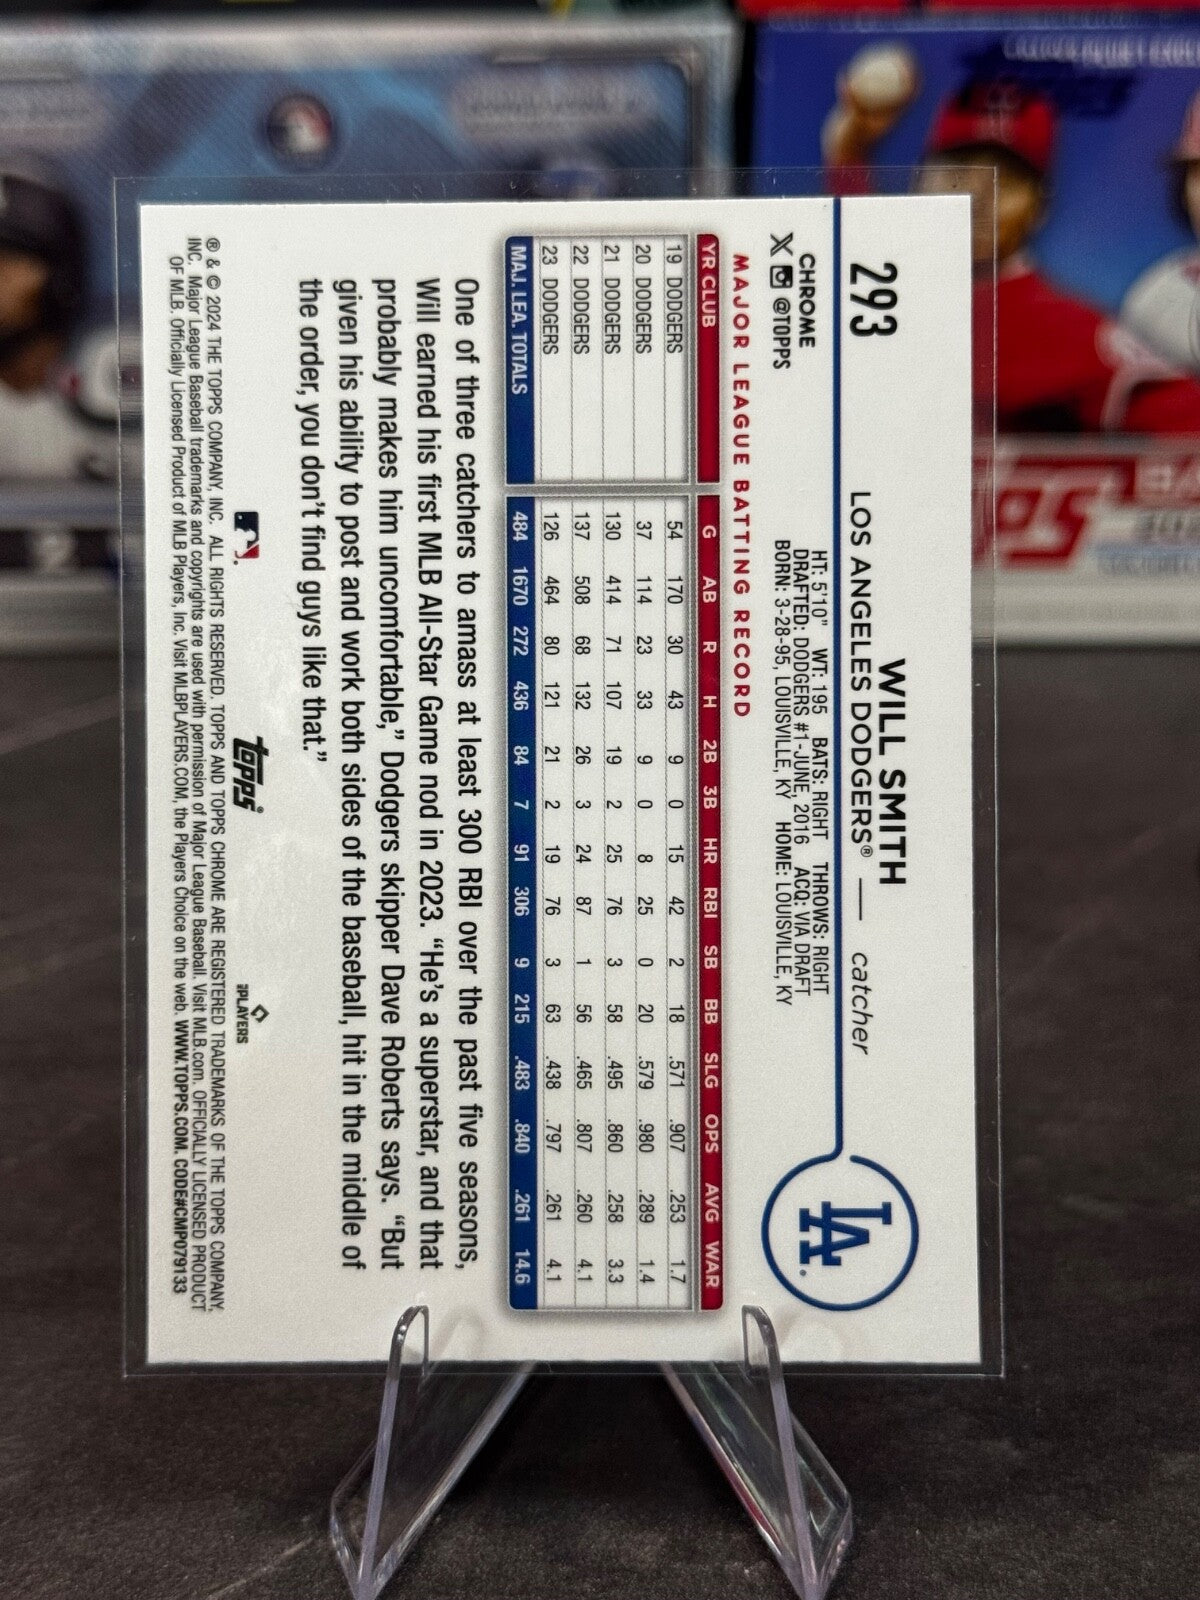 293
WILL SMITH
LOS ANGELES DODGERS® — catcher
LA
CHROME
X @TOPPS
HT: 5'10" WT: 195 BATS: RIGHT THROWS: RIGHT
DRAFTED: DODGERS #1-JUNE, 2016 ACQ: VIA DRAFT
BORN: 3-28-95, LOUISVILLE, KY HOME: LOUISVILLE, KY
MAJOR LEAGUE BATTING RECORD
YR CLUB G AB R H 2B 3B HR RBI SB BB SLG OPS AVG WAR
19 DODGERS 54 170 30 43 9 0 15 42 2 18 .571 .907 .253 1.7
20 DODGERS 37 114 23 33 9 0 8 25 0 20 .579 .980 .289 1.4
21 DODGERS 130 414 71 107 19 2 25 76 3 58 .495 .860 .258 3.3
22 DODGERS 137 508 68 132 26 3 24 87 1 56 .465 .807 .260 4.1
23 DODGERS 126 464 80 121 21 2 19 76 3 63 .438 .797 .261 4.1
MAJ. LEA. TOTALS 484 1670 272 436 84 7 91 306 9 215 .483 .840 .261 14.6
One of three catchers to amass at least 300 RBI over the past five seasons,
Will earned his first MLB All-Star Game nod in 2023. “He’s a superstar, and that
probably makes him uncomfortable,” Dodgers skipper Dave Roberts says. “But
given his ability to post and work both sides of the baseball, hit in the middle of
the order, you don’t find guys like that.”
topps®
PLAYERS
® & © 2024 THE TOPPS COMPANY, INC. ALL RIGHTS RESERVED. TOPPS AND TOPPS CHROME ARE REGISTERED TRADEMARKS OF THE TOPPS COMPANY,
INC. Major League Baseball trademarks and copyrights are used with permission of Major League Baseball. Visit MLB.com. OFFICIALLY LICENSED PRODUCT
OF MLB. Officially Licensed Product of MLB Players, Inc. Visit MLBPLAYERS.COM, the Players Choice on the web. WWW.TOPPS.COM. CODE#CMP079133